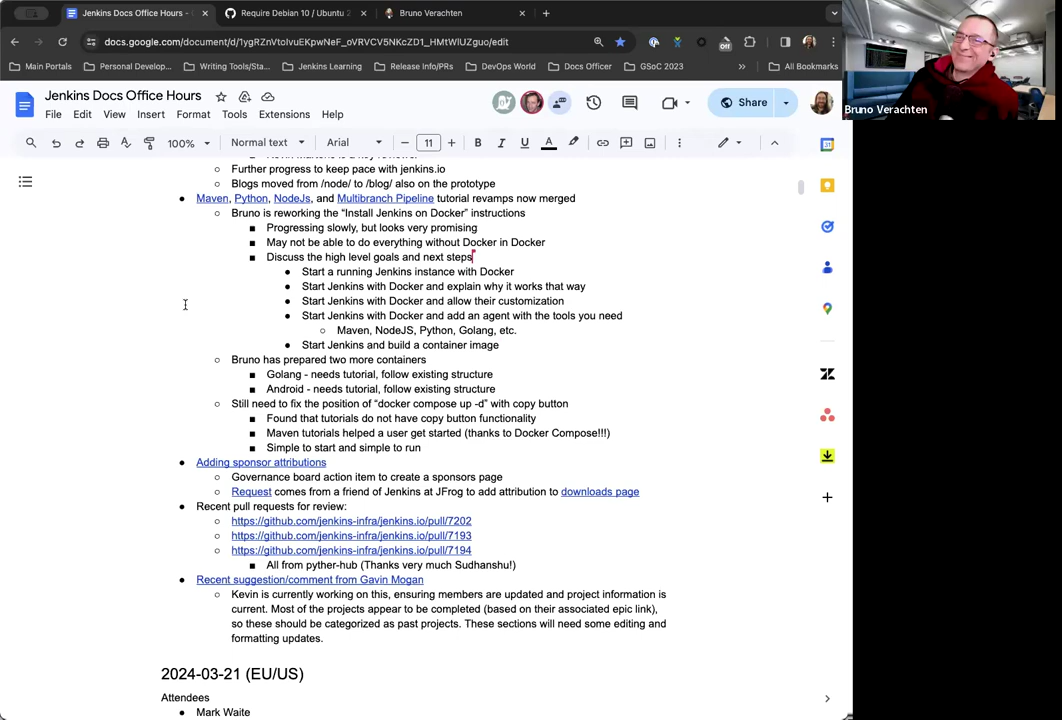 Jenkins Docs Office Hours -
Require Debian 10 / Ubuntu 2
Bruno Verachten
docs.google.com/document/d/1ygRZnVtoIvuEKpwNeF_oVRVCV5NKcZD1_HMtWlUZguo/edit
Off
Main Portals
Personal Develop...
Writing Tools/Sta...
Jenkins Learning
Release Info/PRs
DevOps World
Docs Officer
GSoC 2023
All Bookmarks
Jenkins Docs Office Hours
File Edit View Insert Format Tools Extensions Help
Share
Bruno Verachten
100% Normal text Arial 11
Further progress to keep pace with jenkins.io
Blogs moved from /node/ to /blog/ also on the prototype
Maven, Python, NodeJs, and Multibranch Pipeline tutorial revamps now merged
Bruno is reworking the “Install Jenkins on Docker” instructions
Progressing slowly, but looks very promising
May not be able to do everything without Docker in Docker
Discuss the high level goals and next steps
Start a running Jenkins instance with Docker
Start Jenkins with Docker and explain why it works that way
Start Jenkins with Docker and allow their customization
Start Jenkins with Docker and add an agent with the tools you need
Maven, NodeJS, Python, Golang, etc.
Start Jenkins and build a container image
Bruno has prepared two more containers
Golang - needs tutorial, follow existing structure
Android - needs tutorial, follow existing structure
Still need to fix the position of “docker compose up -d” with copy button
Found that tutorials do not have copy button functionality
Maven tutorials helped a user get started (thanks to Docker Compose!!!)
Simple to start and simple to run
Adding sponsor attributions
Governance board action item to create a sponsors page
Request comes from a friend of Jenkins at JFrog to add attribution to downloads page
Recent pull requests for review:
https://github.com/jenkins-infra/jenkins.io/pull/7202
https://github.com/jenkins-infra/jenkins.io/pull/7193
https://github.com/jenkins-infra/jenkins.io/pull/7194
All from pyther-hub (Thanks very much Sudhanshu!)
Recent suggestion/comment from Gavin Mogan
Kevin is currently working on this, ensuring members are updated and project information is
current. Most of the projects appear to be completed (based on their associated epic link),
so these should be categorized as past projects. These sections will need some editing and
formatting updates.
2024-03-21 (EU/US)
Attendees
Mark Waite